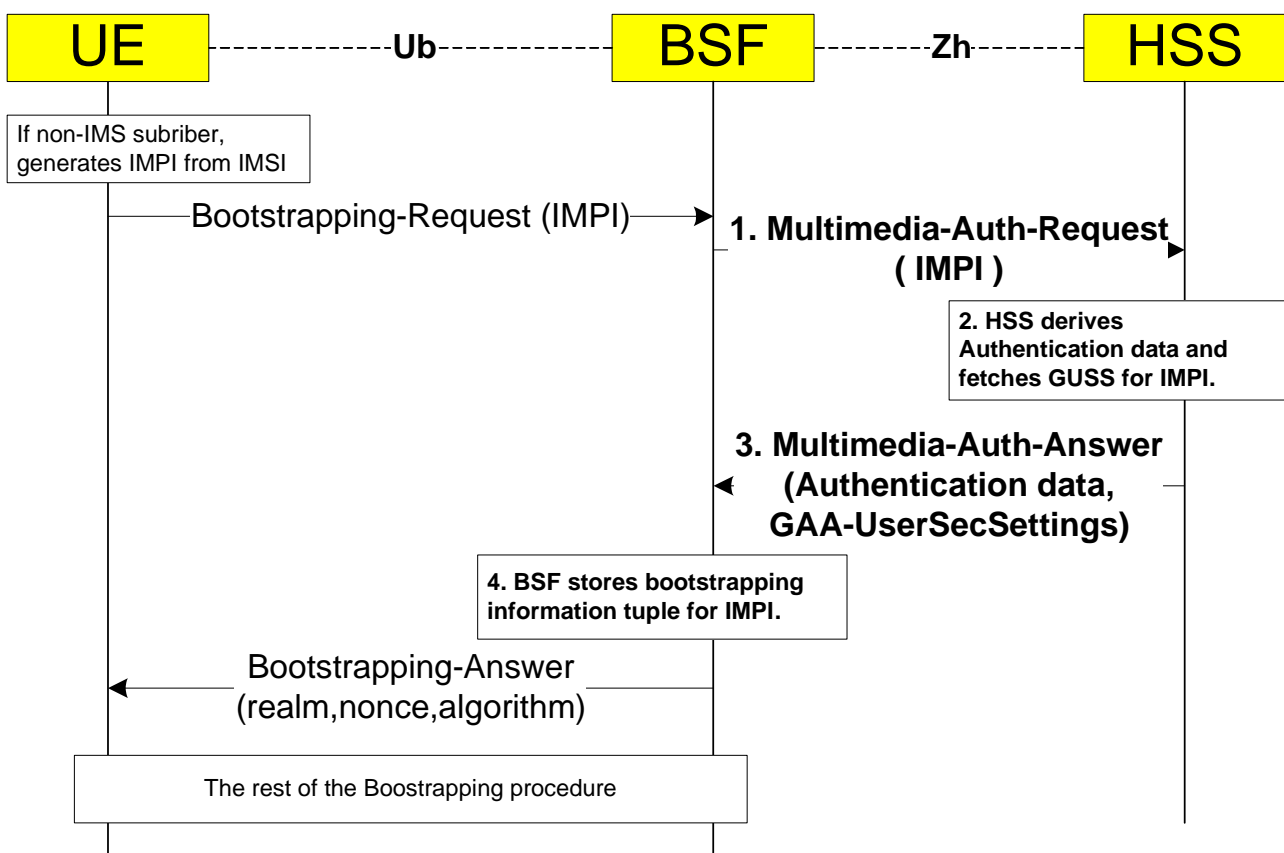 UE
Ub
BSF
Zh
HSS
If non-IMS subriber,
generates IMPI from IMSI
Bootstrapping-Request (IMPI)
1. Multimedia-Auth-Request
( IMPI )
2. HSS derives
Authentication data and
fetches GUSS for IMPI.
3. Multimedia-Auth-Answer
(Authentication data,
GAA-UserSecSettings)
4. BSF stores bootstrapping
information tuple for IMPI.
Bootstrapping-Answer
(realm,nonce,algorithm)
The rest of the Boostrapping procedure